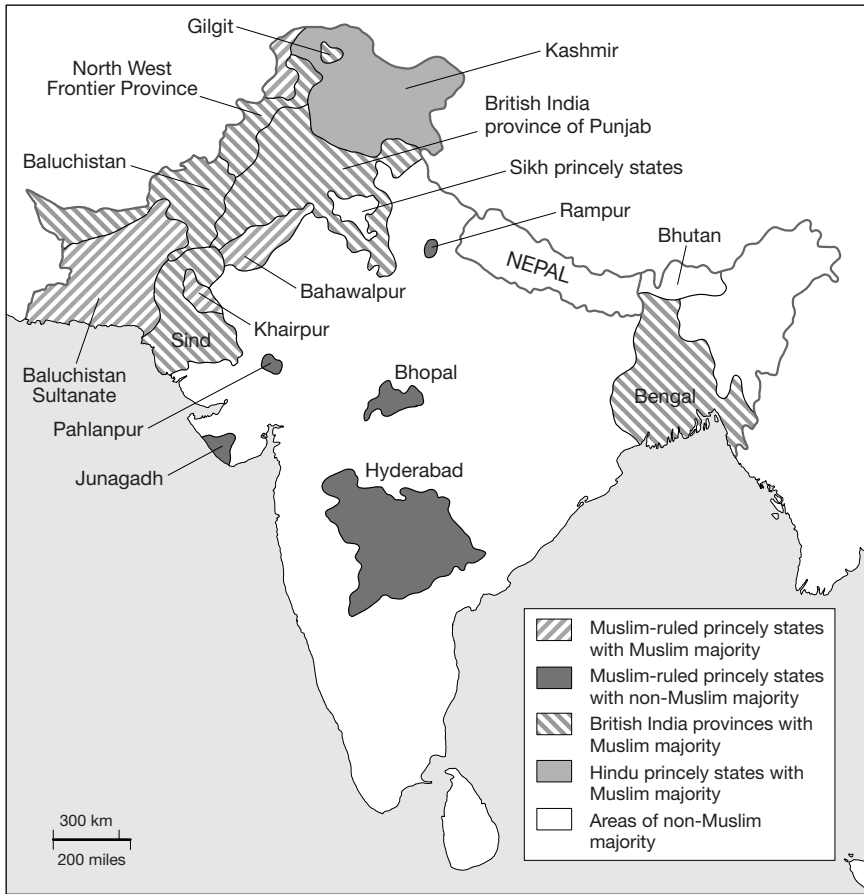 Gilgit
Kashmir
North West
Frontier Province
British India
province of Punjab
Baluchistan
Sikh princely states
Rampur
Bhutan
NEPAL
Bahawalpur
Khairpur
Sind
Baluchistan
Sultanate
Bhopal
Bengal
Pahlanpur
Junagadh
Hyderabad
Muslim-ruled princely states
with Muslim majority
Muslim-ruled princely states
with non-Muslim majority
British India provinces with
Muslim majority
Hindu princely states with
Muslim majority
Areas of non-Muslim
majority
300 km
200 miles